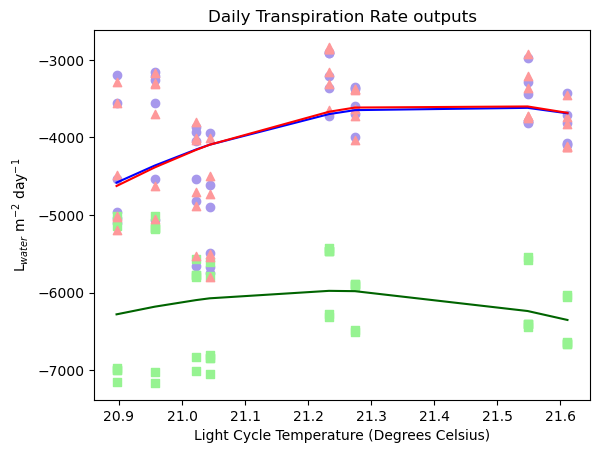 Daily Transpiration Rate outputs
L_water m⁻² day⁻¹
−3000
−4000
−5000
−6000
−7000
20.9 21.0 21.1 21.2 21.3 21.4 21.5 21.6
Light Cycle Temperature (Degrees Celsius)